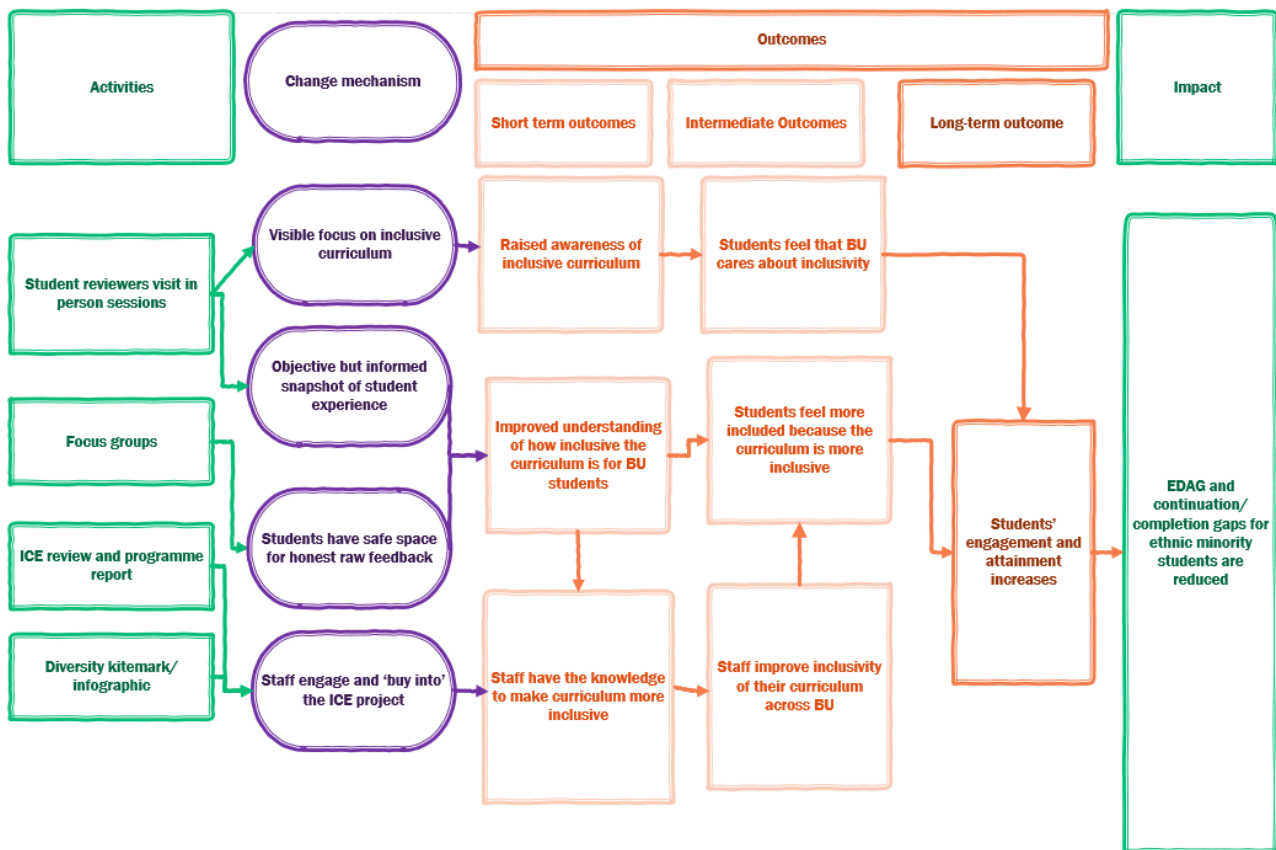 Activities
Change mechanism
Outcomes
Short term outcomes
Intermediate Outcomes
Long-term outcome
Impact
Student reviewers visit in
person sessions
Focus groups
ICE review and programme
report
Diversity kitemark/
infographic
Visible focus on inclusive
curriculum
Objective but informed
snapshot of student
experience
Students have safe space
for honest raw feedback
Staff engage and ‘buy into’
the ICE project
Raised awareness of
inclusive curriculum
Improved understanding
of how inclusive the
curriculum is for BU
students
Staff have the knowledge
to make curriculum more
inclusive
Students feel that BU
cares about inclusivity
Students feel more
included because the
curriculum is more
inclusive
Staff improve inclusivity
of their curriculum
across BU
Students’
engagement and
attainment
increases
EDAG and
continuation/
completion gaps for
ethnic minority
students are
reduced